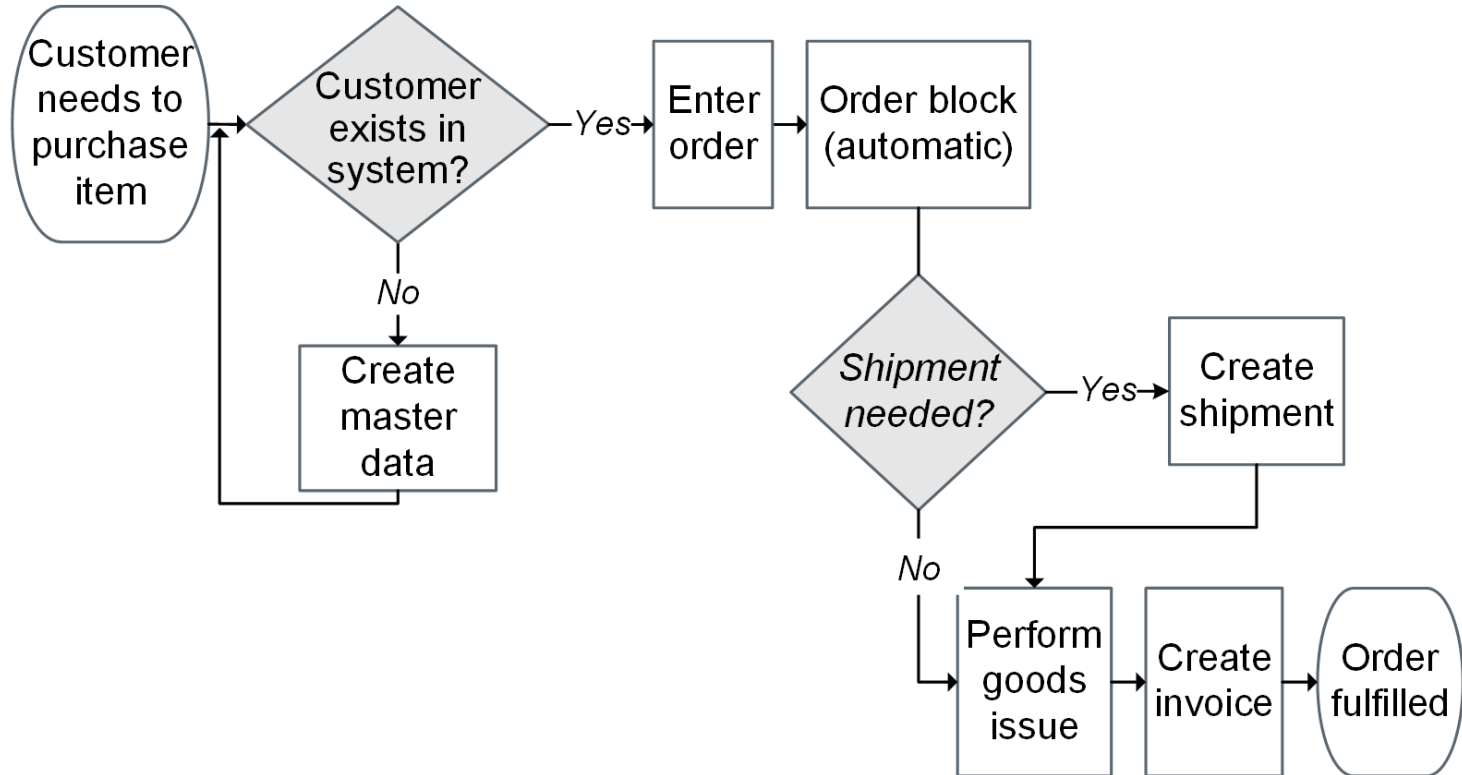 Customer
needs to
purchase
item
Customer
exists in
system?
Yes
Enter
order
Order block
(automatic)
No
Create
master
data
Shipment
needed?
Yes
Create
shipment
No
Perform
goods
issue
Create
invoice
Order
fulfilled